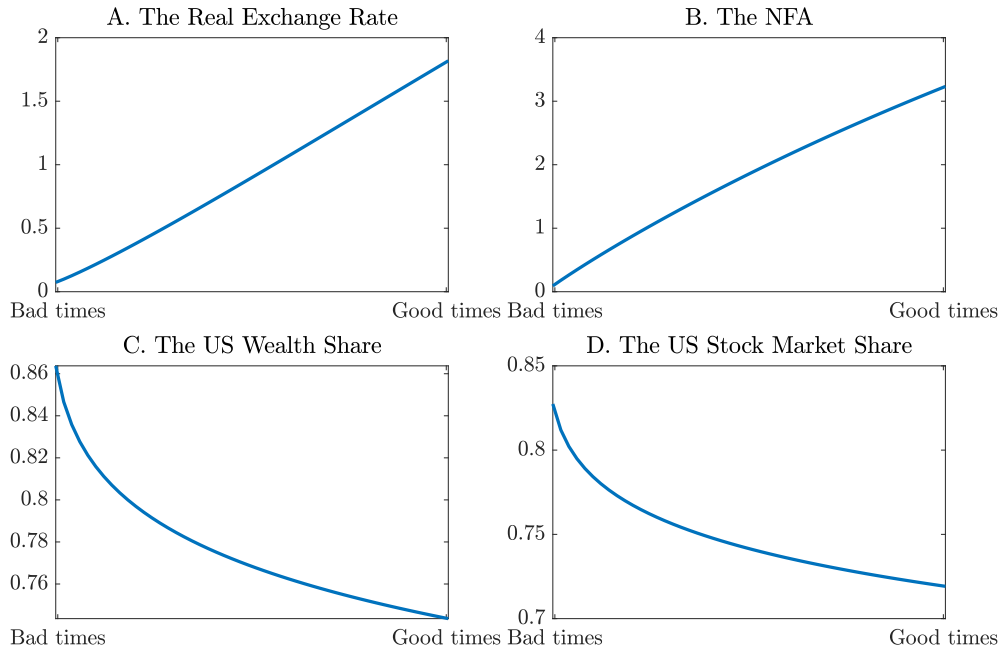 A. The Real Exchange Rate
2
1.5
1
0.5
0
Bad times
Good times
B. The NFA
4
3
2
1
0
Bad times
Good times
C. The US Wealth Share
0.86
0.84
0.82
0.8
0.78
0.76
Bad times
Good times
D. The US Stock Market Share
0.85
0.8
0.75
0.7
Bad times
Good times